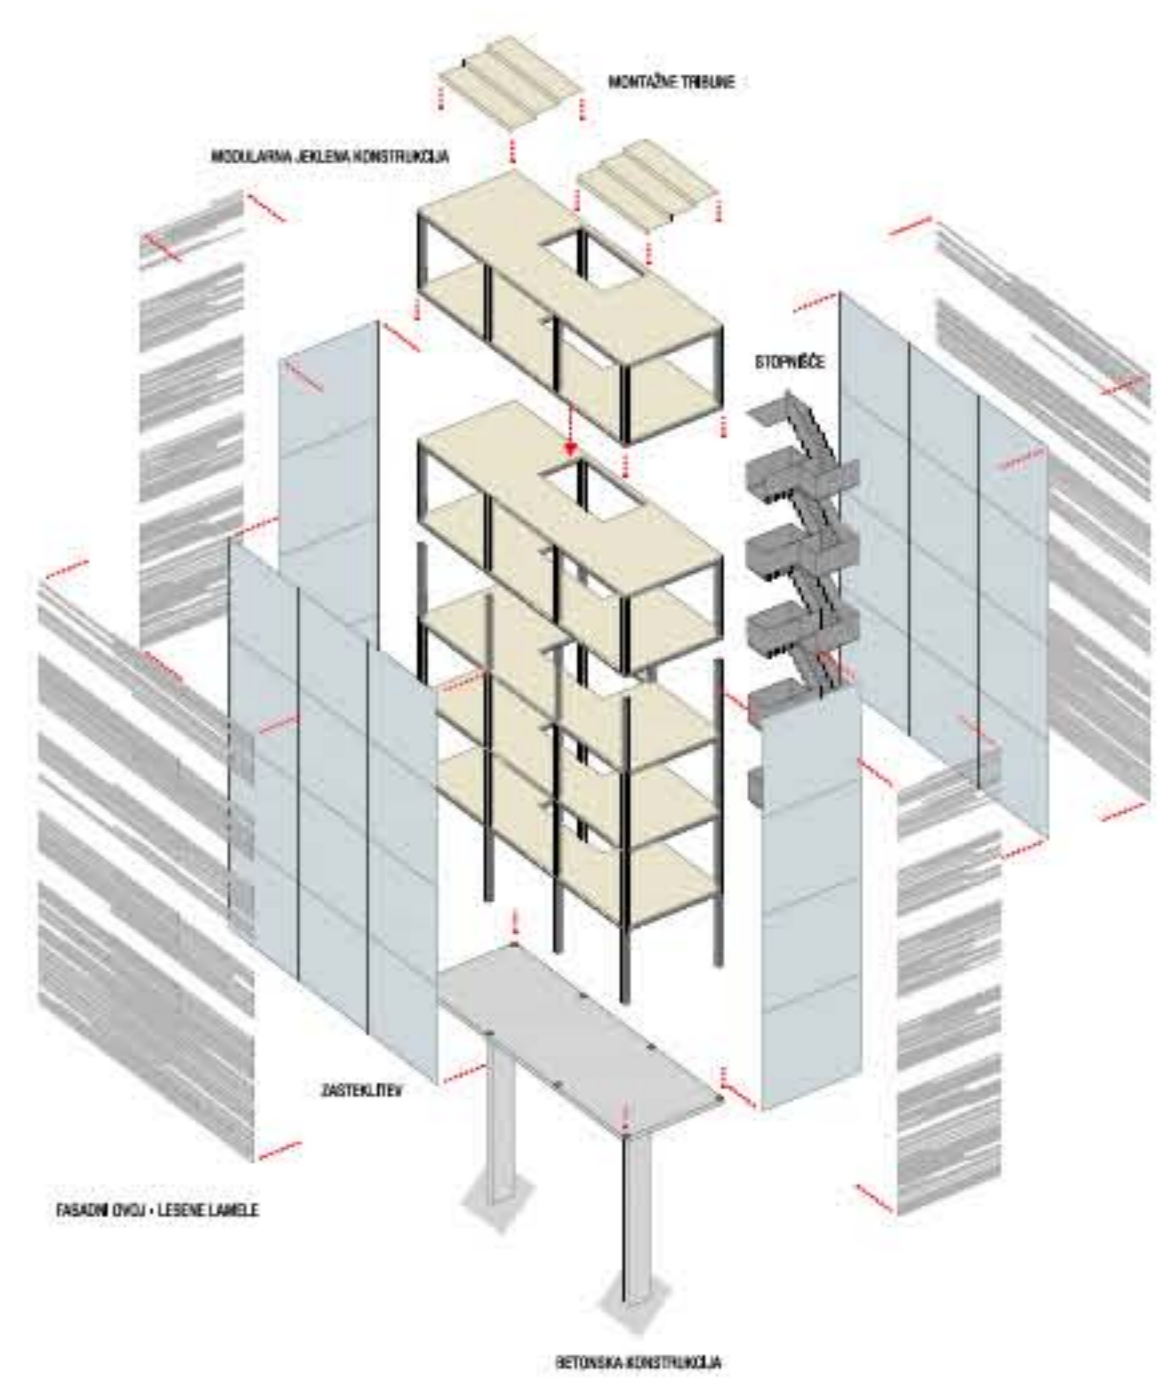 MONTAŽNE TRIBUNE
MODULARNA JEKLENA KONSTRUKCIJA
STOPNIŠČE
ZASTEKLITEV
FASADNI OVOJ - LESENE LAMELE
BETONSKA KONSTRUKCIJA